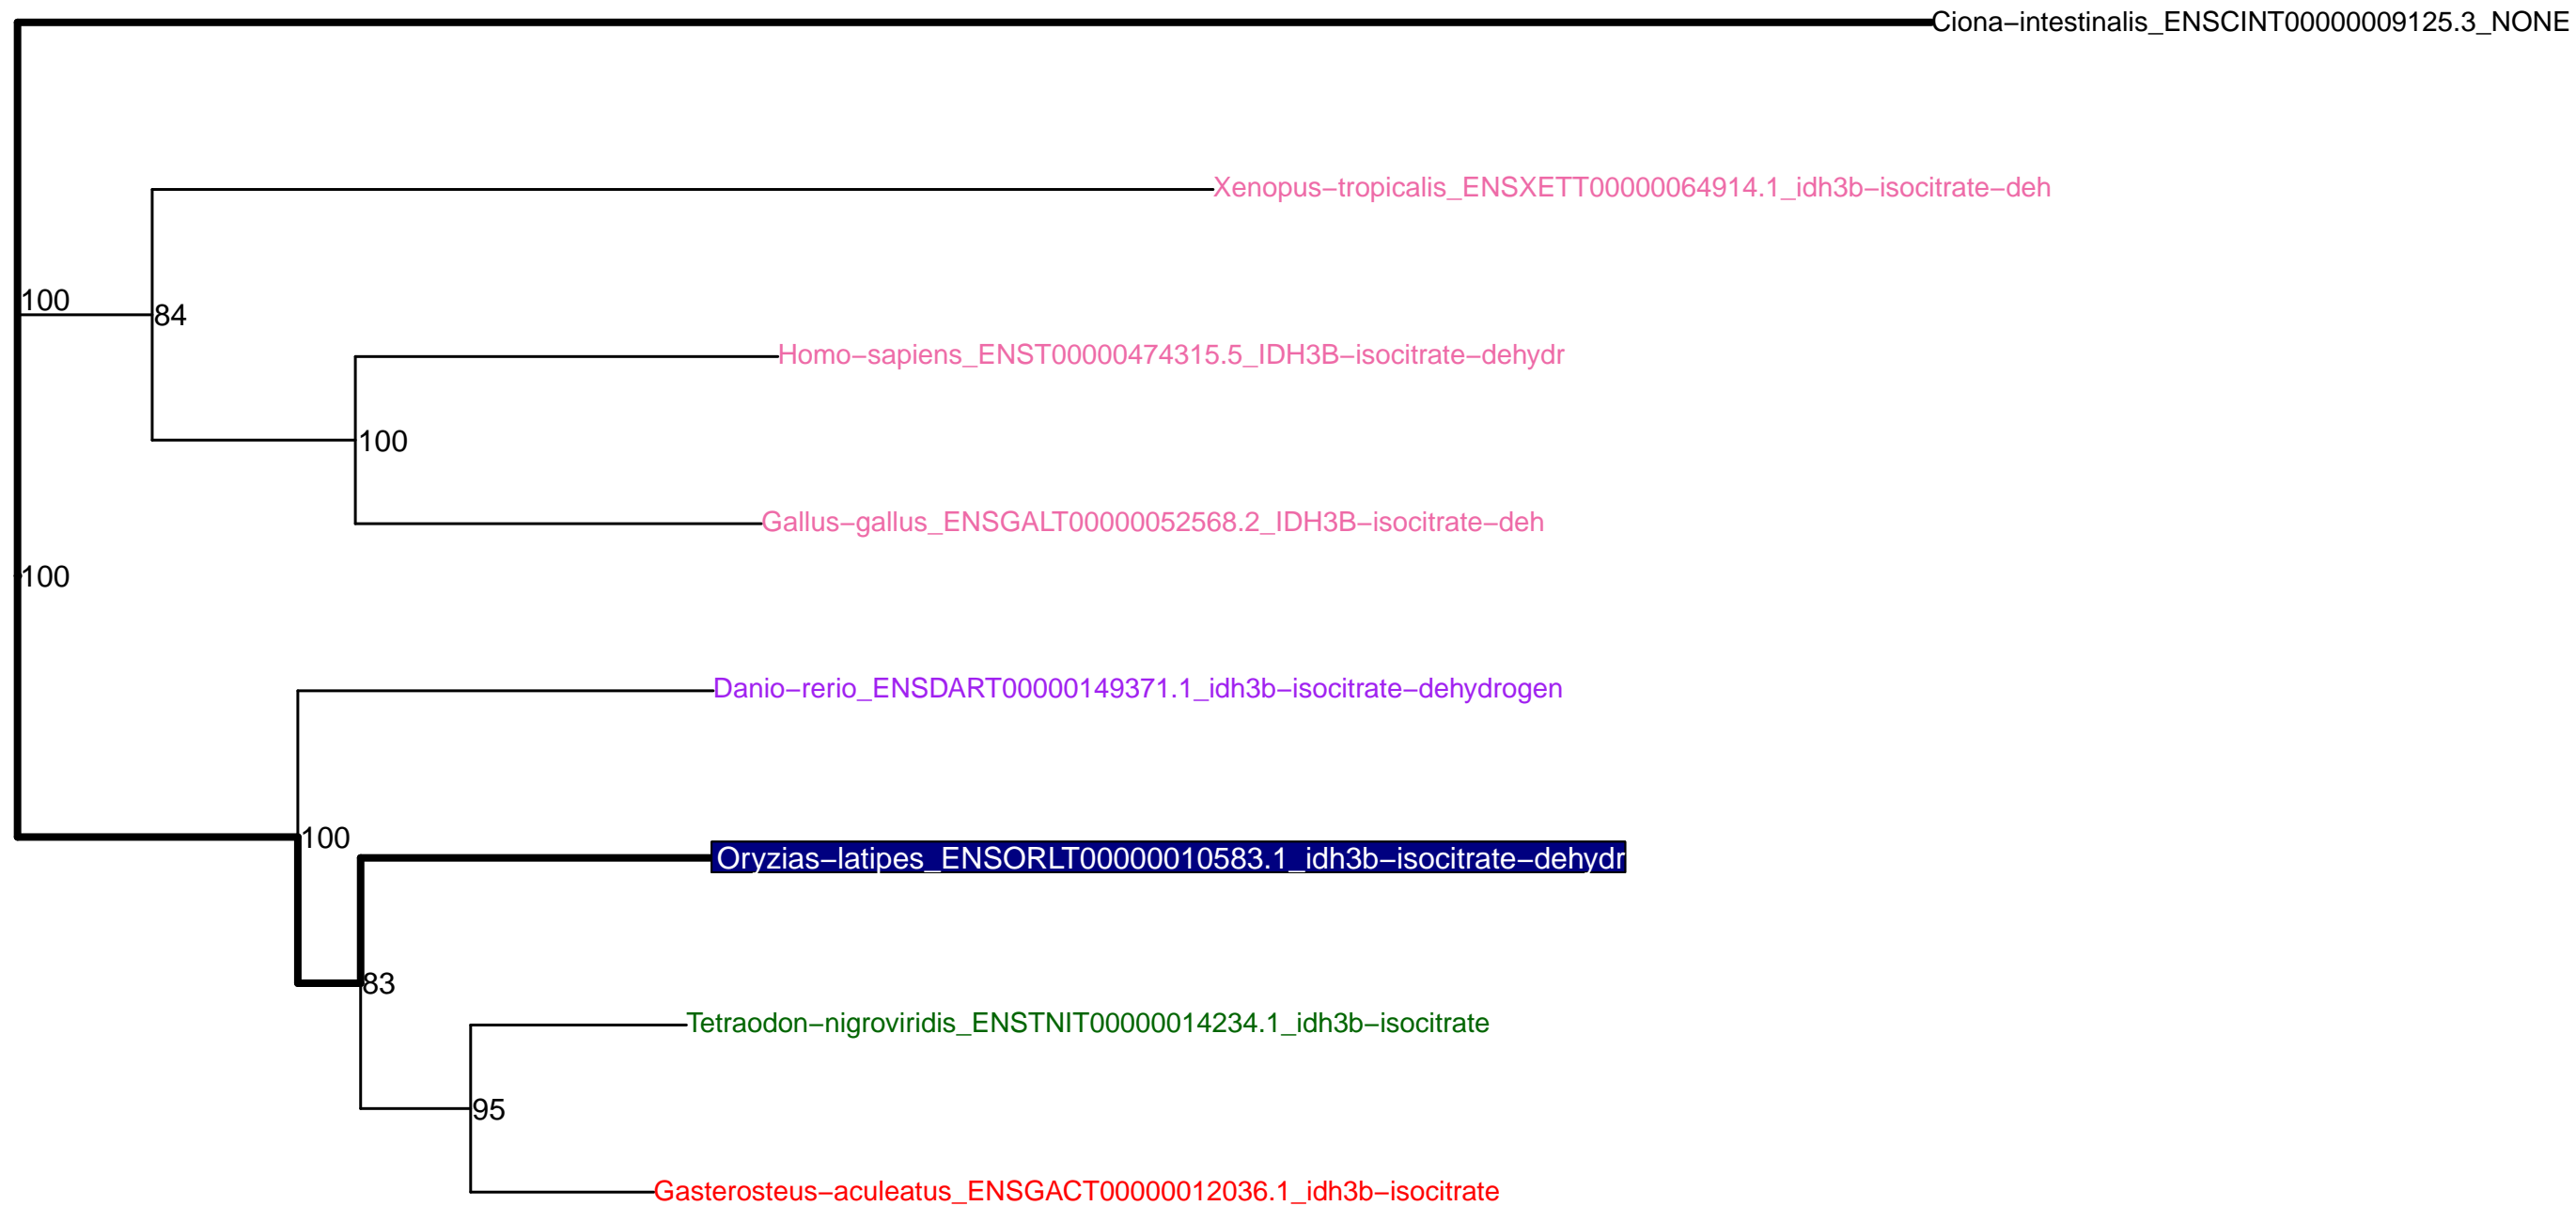 Ciona−intestinalis_ENSCINT00000009125.3_NONE
Xenopus−tropicalis_ENSXETT00000064914.1_idh3b−isocitrate−deh
100
84
Homo−sapiens_ENST00000474315.5_IDH3B−isocitrate−dehydr
100
Gallus−gallus_ENSGALT00000052568.2_IDH3B−isocitrate−deh
100
Danio−rerio_ENSDART00000149371.1_idh3b−isocitrate−dehydrogen
100
Oryzias−latipes_ENSORLT00000010583.1_idh3b−isocitrate−dehydr
83
Tetraodon−nigroviridis_ENSTNIT00000014234.1_idh3b−isocitrate
95
Gasterosteus−aculeatus_ENSGACT00000012036.1_idh3b−isocitrate